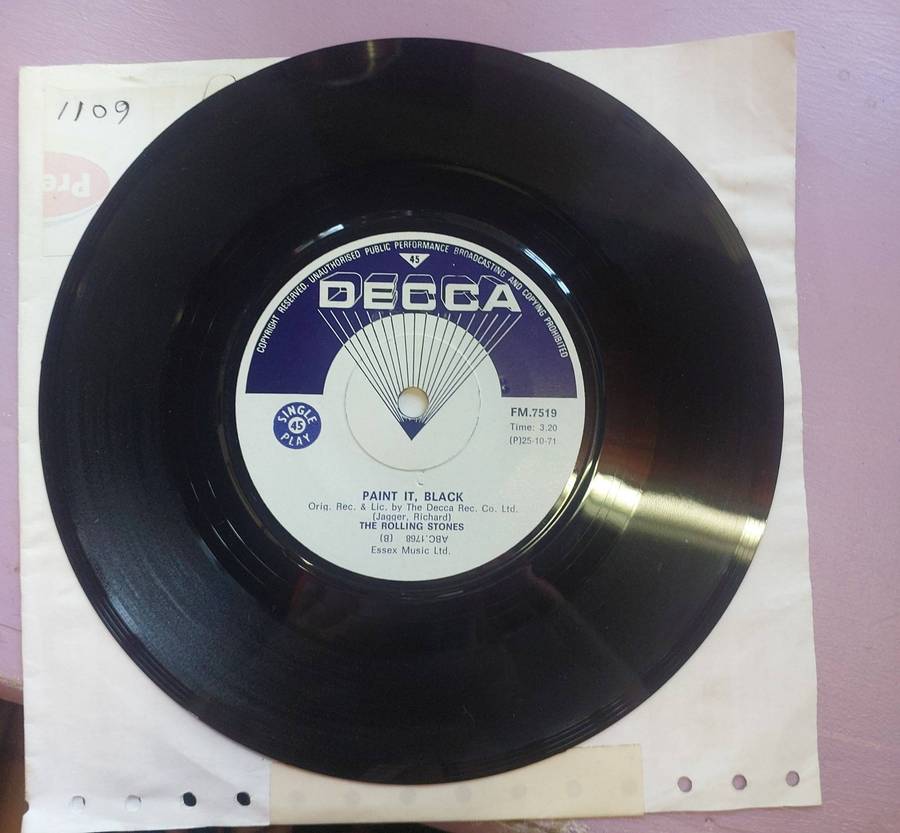 1109
Pre
COPYRIGHT RESERVED. UNAUTHORISED PUBLIC PERFORMANCE BROADCASTING AND COPYING PROHIBITED
45
DECCA
SINGLE
45
PLAY
FM.7519
Time: 3.20
(P)25-10-71
PAINT IT, BLACK
Orig. Rec. & Lic. by The Decca Rec. Co. Ltd.
(Jagger, Richard)
THE ROLLING STONES
ABC.1768 (B)
Essex Music Ltd.